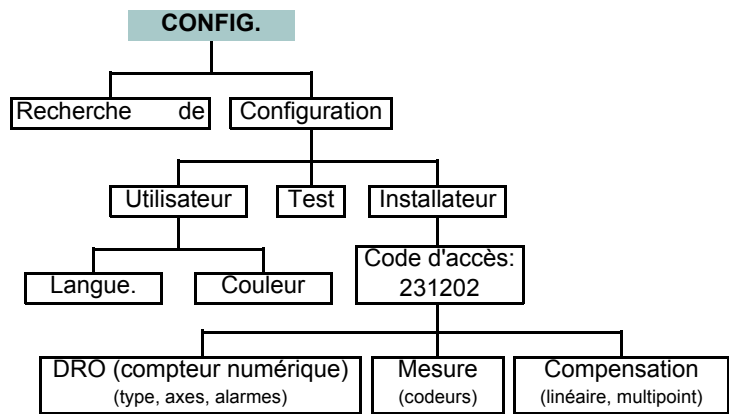 CONFIG.
Recherche de
Configuration
Utilisateur
Test
Installateur
Langue.
Couleur
Code d'accès:
231202
DRO (compteur numérique)
(type, axes, alarmes)
Mesure
(codeurs)
Compensation
(linéaire, multipoint)